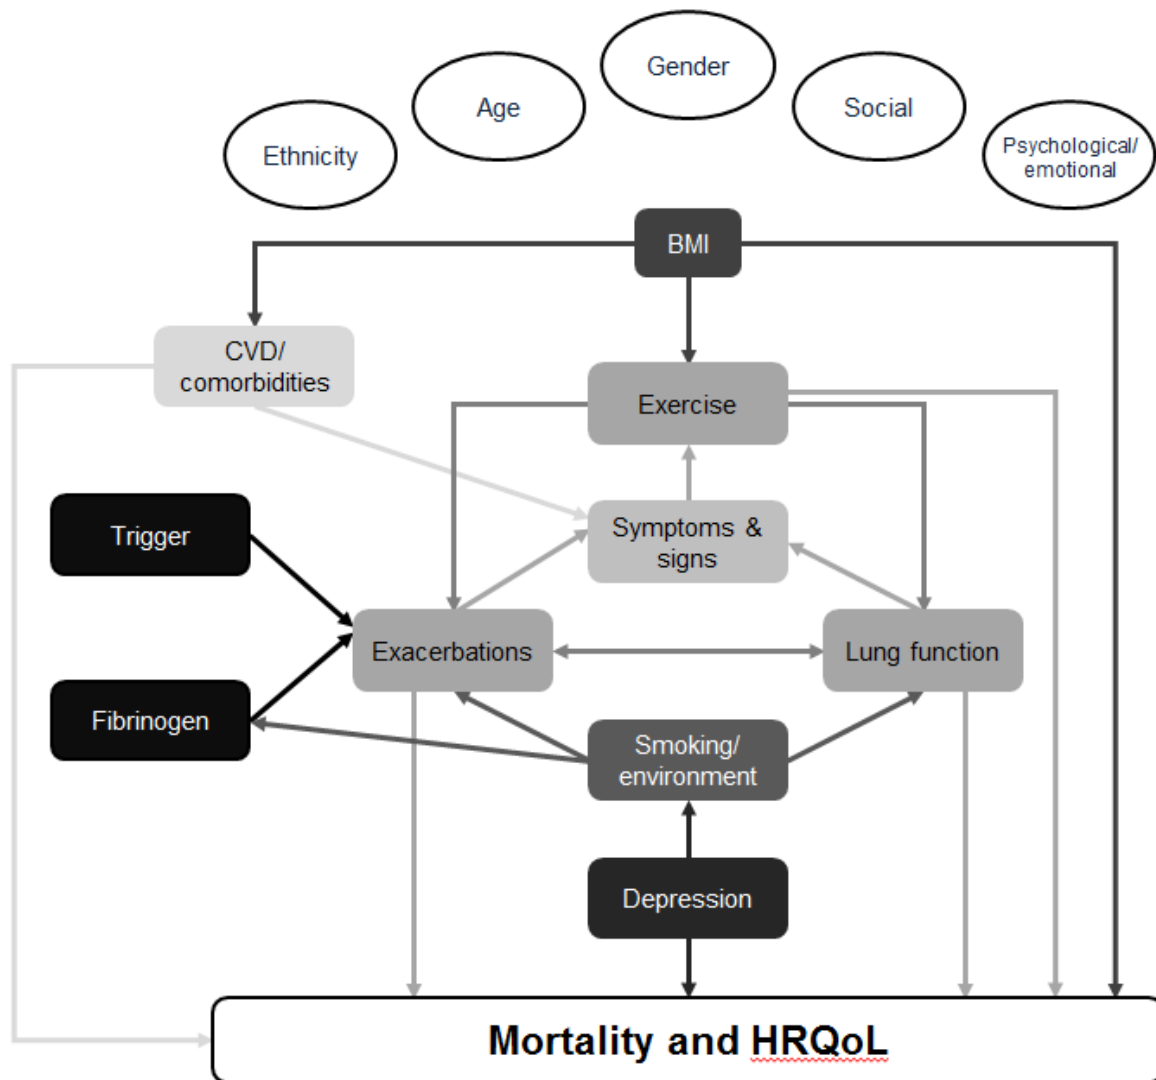 Gender
Age
Social
Ethnicity
Psychological/
emotional
BMI
CVD/
comorbidities
Exercise
Trigger
Symptoms &
signs
Exacerbations
Lung function
Fibrinogen
Smoking/
environment
Depression
Mortality and HRQoL